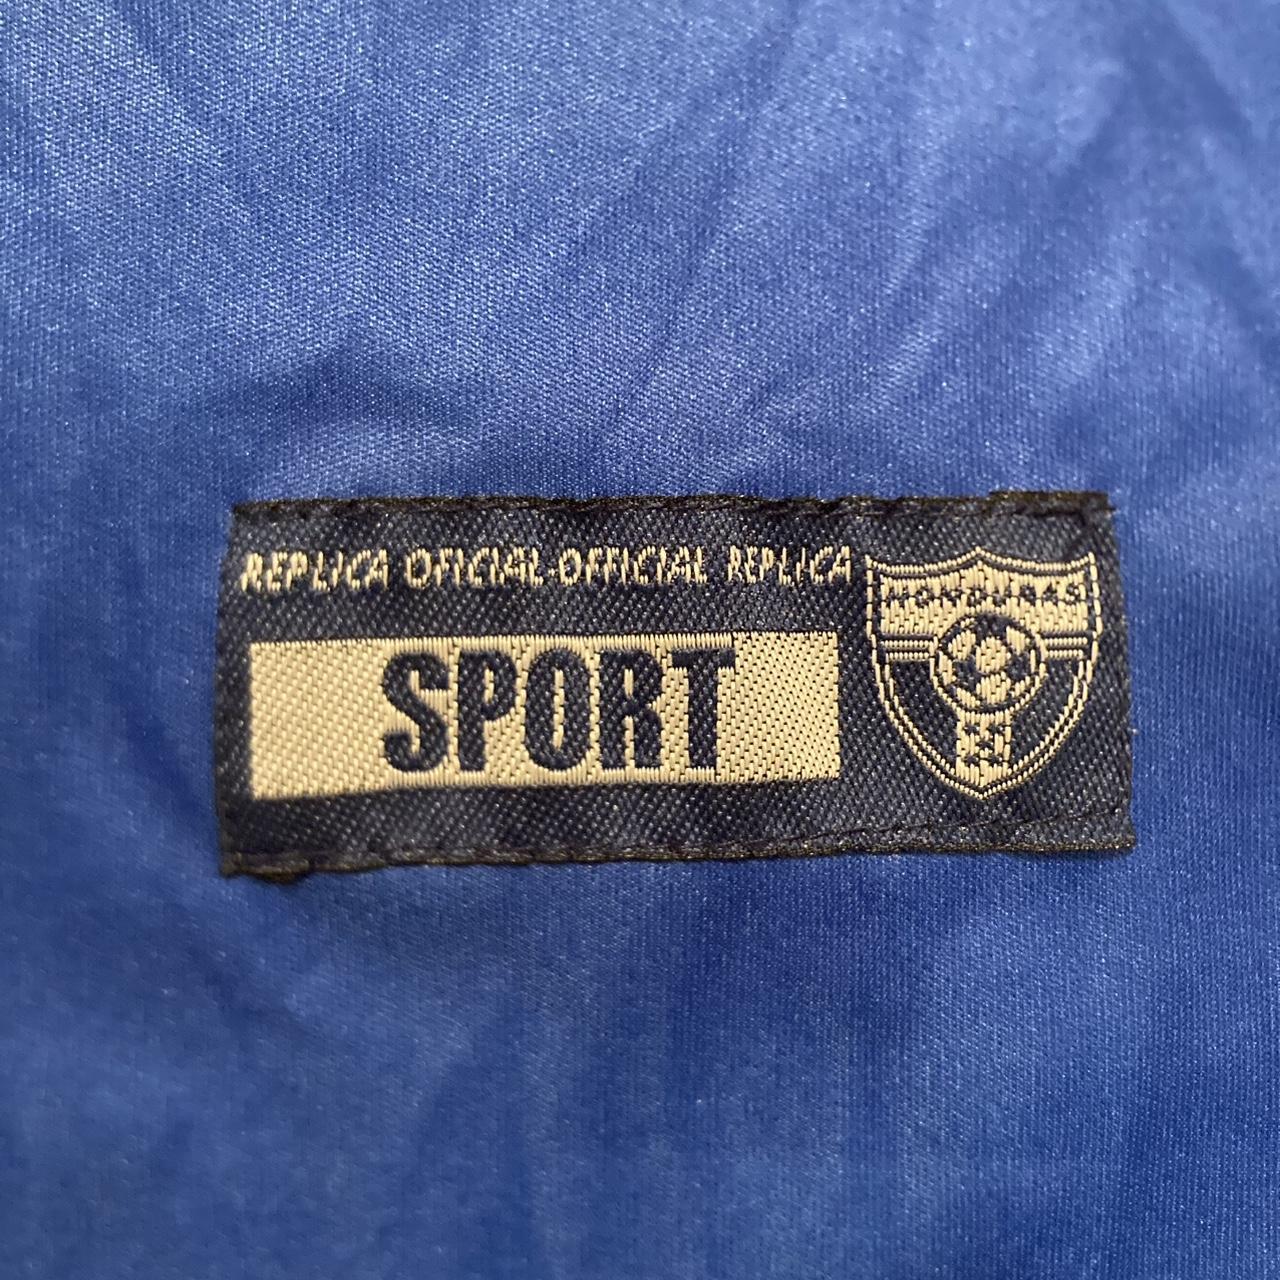 REPLICA OFICIAL-OFFICIAL REPLICA
HONDURAS
SPORT